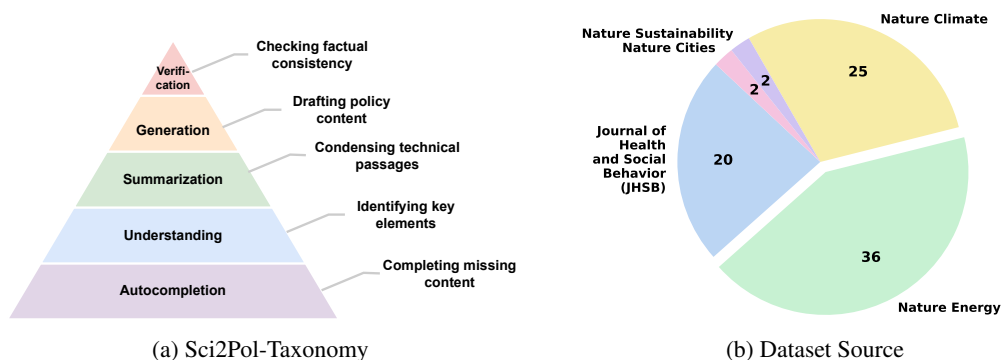 Verifi-
cation
Checking factual
consistency
Generation
Drafting policy
content
Summarization
Condensing technical
passages
Understanding
Identifying key
elements
Autocompletion
Completing missing
content
(a) Sci2Pol-Taxonomy
Nature Climate
25
Nature Sustainability
2
Nature Cities
2
Journal of
Health
and Social
Behavior
(JHSB)
20
36
Nature Energy
(b) Dataset Source